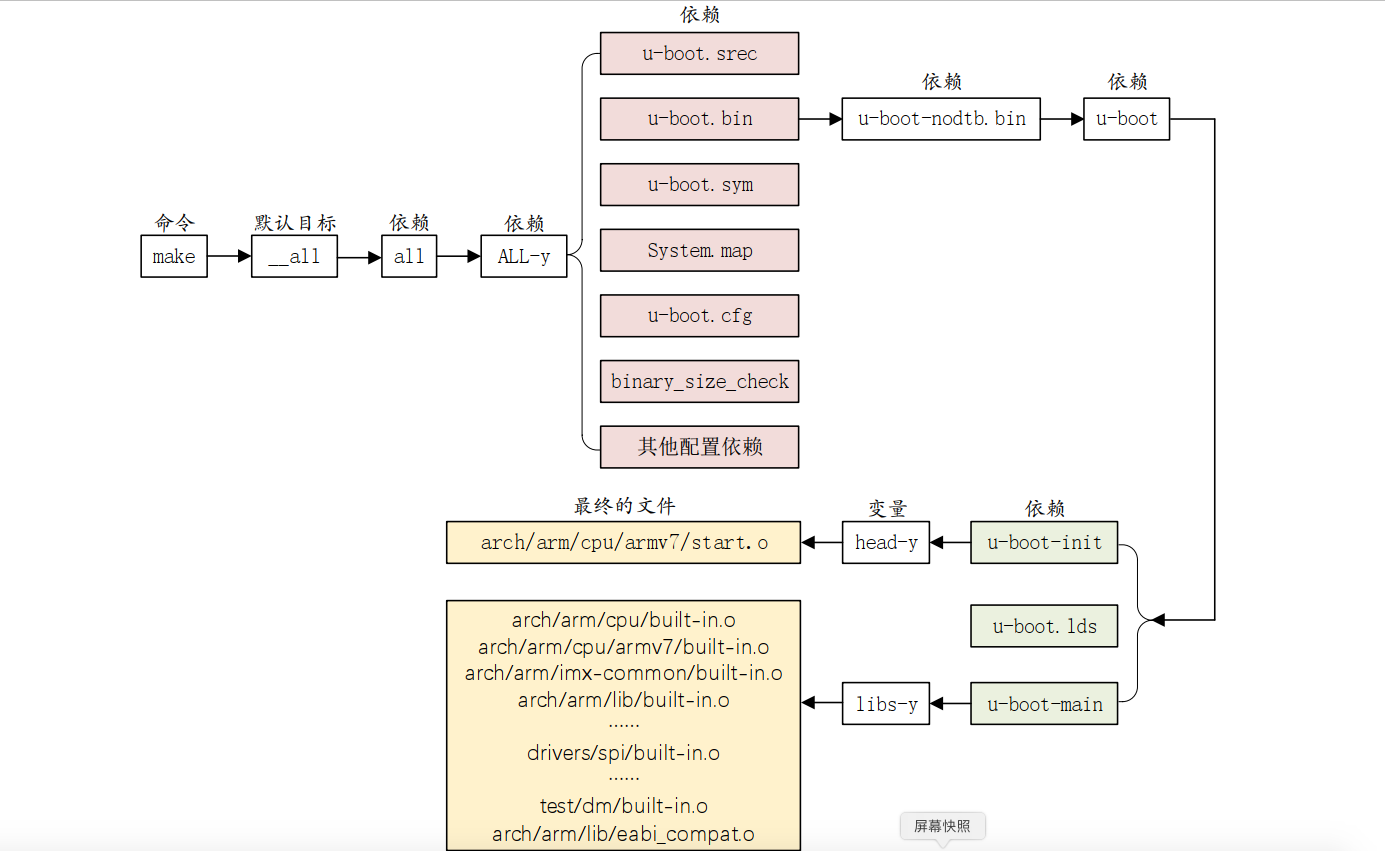 依赖
u-boot.srec
依赖
依赖
u-boot.bin
u-boot-nodtb.bin
u-boot
u-boot.sym
命令
默认目标
依赖
依赖
make
__all
all
ALL-y
System.map
u-boot.cfg
binary_size_check
其他配置依赖
最终的文件
变量
依赖
arch/arm/cpu/armv7/start.o
head-y
u-boot-init
arch/arm/cpu/built-in.o
u-boot.lds
arch/arm/cpu/armv7/built-in.o
arch/arm/imx-common/built-in.o
arch/arm/lib/built-in.o
libs-y
u-boot-main
……
drivers/spi/built-in.o
……
test/dm/built-in.o
arch/arm/lib/eabi_compat.o
屏幕快照